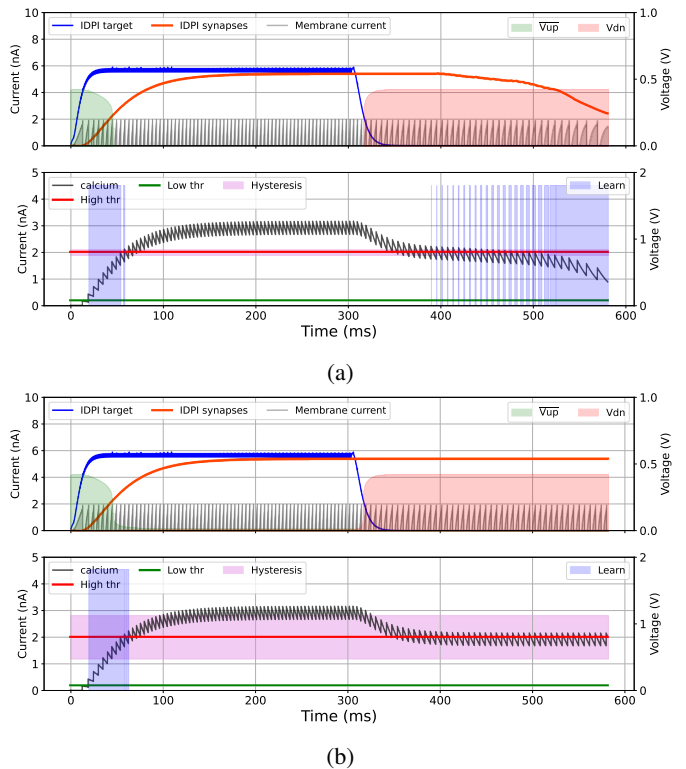 IDPI target IDPI synapses Membrane current Vup Vdn
Current (nA)
Voltage (V)
10
8
6
4
2
0
1.0
0.5
0.0
calcium Low thr Hysteresis Learn
High thr
Current (nA)
Voltage (V)
5
4
3
2
1
0
2
1
0
0 100 200 300 400 500 600
Time (ms)
(a)
IDPI target IDPI synapses Membrane current Vup Vdn
Current (nA)
Voltage (V)
10
8
6
4
2
0
1.0
0.5
0.0
calcium Low thr Hysteresis Learn
High thr
Current (nA)
Voltage (V)
5
4
3
2
1
0
2
1
0
0 100 200 300 400 500 600
Time (ms)
(b)